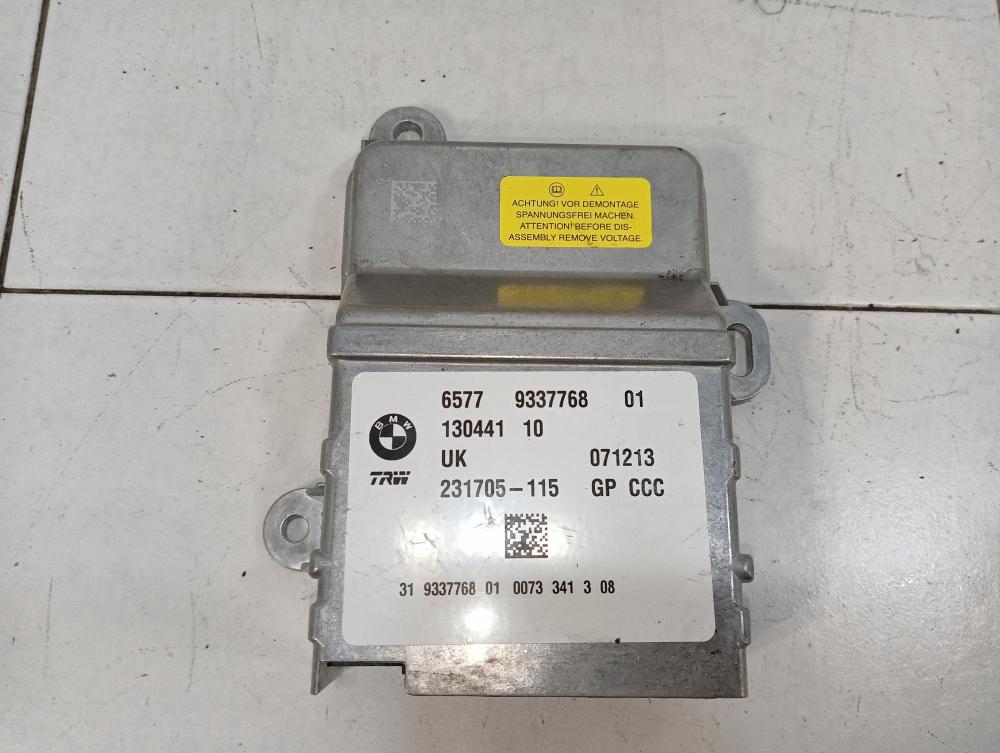 ACHTUNG! VOR DEMONTAGE
SPANNUNGSFREI MACHEN.
ATTENTION! BEFORE DIS-
ASSEMBLY REMOVE VOLTAGE.
6577 9337768 01
BMW
130441 10
UK 071213
TRW
231705-115 GP CCC
31 9337768 01 0073 341 3 08